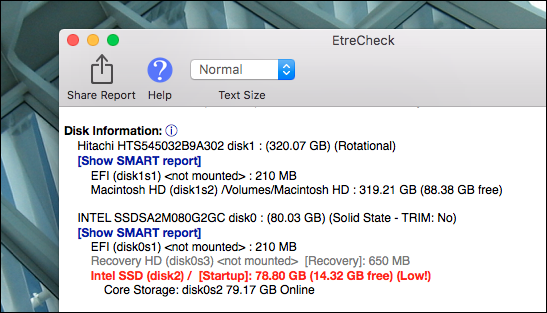 EtreCheck
Normal
Share Report Help Text Size
Disk Information: ⓘ
Hitachi HTS545032B9A302 disk1 : (320.07 GB) (Rotational)
[Show SMART report]
EFI (disk1s1) <not mounted> : 210 MB
Macintosh HD (disk1s2) /Volumes/Macintosh HD : 319.21 GB (88.38 GB free)
INTEL SSDSA2M080G2GC disk0 : (80.03 GB) (Solid State - TRIM: No)
[Show SMART report]
EFI (disk0s1) <not mounted> : 210 MB
Recovery HD (disk0s3) <not mounted> [Recovery]: 650 MB
Intel SSD (disk2) / [Startup]: 78.80 GB (14.32 GB free) (Low!)
Core Storage: disk0s2 79.17 GB Online